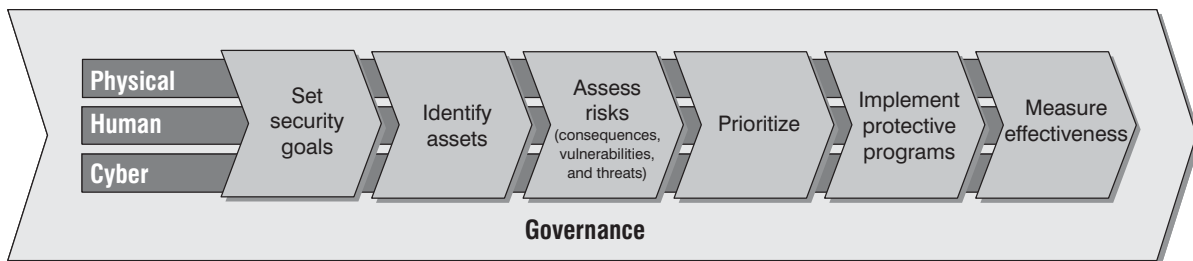 Physical
Human
Cyber
Set
security
goals
Identify
assets
Assess
risks
(consequences,
vulnerabilities,
and threats)
Prioritize
Implement
protective
programs
Measure
effectiveness
Governance